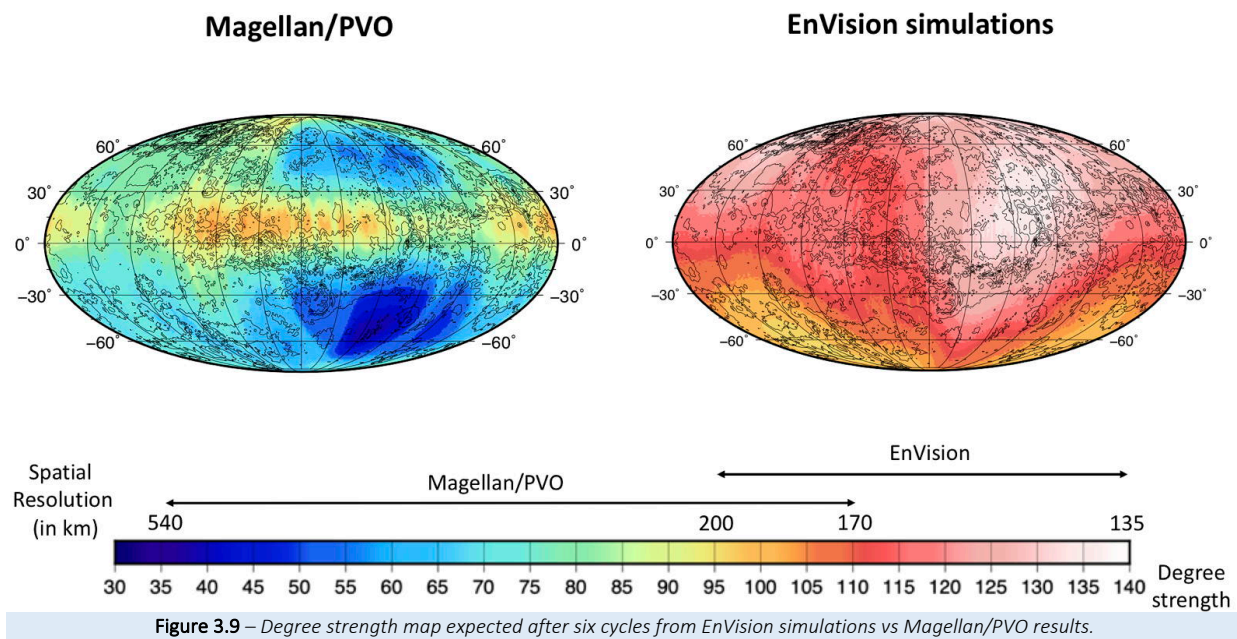 Magellan/PVO
EnVision simulations
60° 60°
30° 30°
0° 0°
−30° −30°
−60° −60°
60° 60°
30° 30°
0° 0°
−30° −30°
−60° −60°
EnVision
Spatial
Resolution
(in km)
Magellan/PVO
540 200 170 135
30 35 40 45 50 55 60 65 70 75 80 85 90 95 100 105 110 115 120 125 130 135 140
Degree
strength
Figure 3.9 – Degree strength map expected after six cycles from EnVision simulations vs Magellan/PVO results.